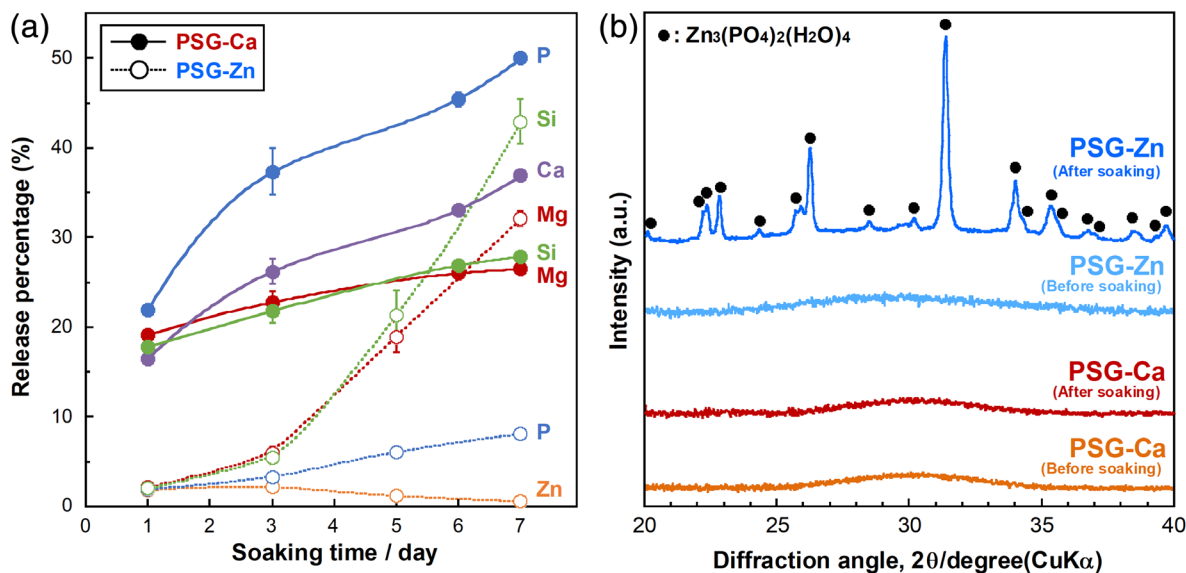 (a)
PSG-Ca
PSG-Zn
P
Si
Ca
Mg
Si
Mg
P
Zn
50
40
30
20
10
0
0
1
2
3
4
5
6
7
Release percentage (%)
Soaking time / day
(b)
● : Zn₃(PO₄)₂(H₂O)₄
PSG-Zn
(After soaking)
PSG-Zn
(Before soaking)
PSG-Ca
(After soaking)
PSG-Ca
(Before soaking)
Intensity (a.u.)
20
25
30
35
40
Diffraction angle, 2θ/degree(CuKα)